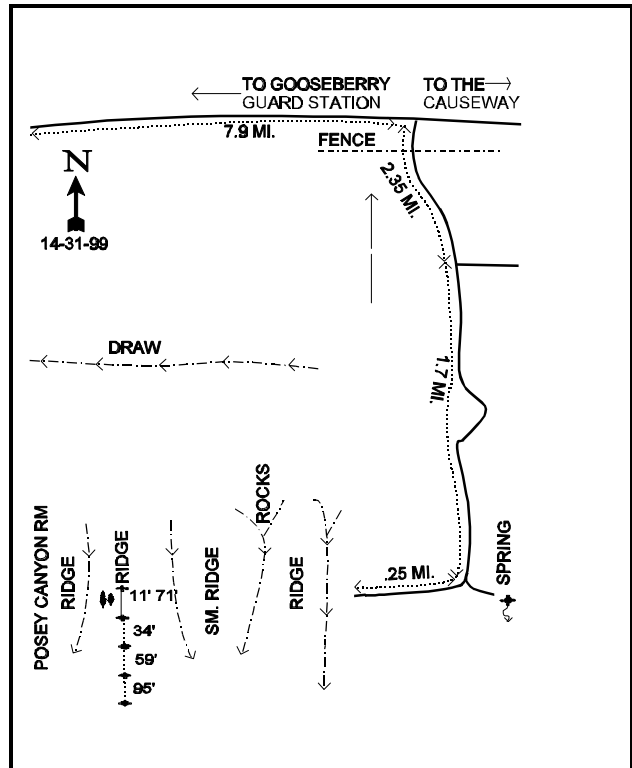 TO GOOSEBERRY
GUARD STATION
TO THE
CAUSEWAY
7.9 MI.
FENCE
N
2.35 MI.
14-31-99
DRAW
1.7 MI.
ROCKS
POSEY CANYON RM
RIDGE
RIDGE
SM. RIDGE
RIDGE
.25 MI.
SPRING
11' 71'
34'
59'
95'